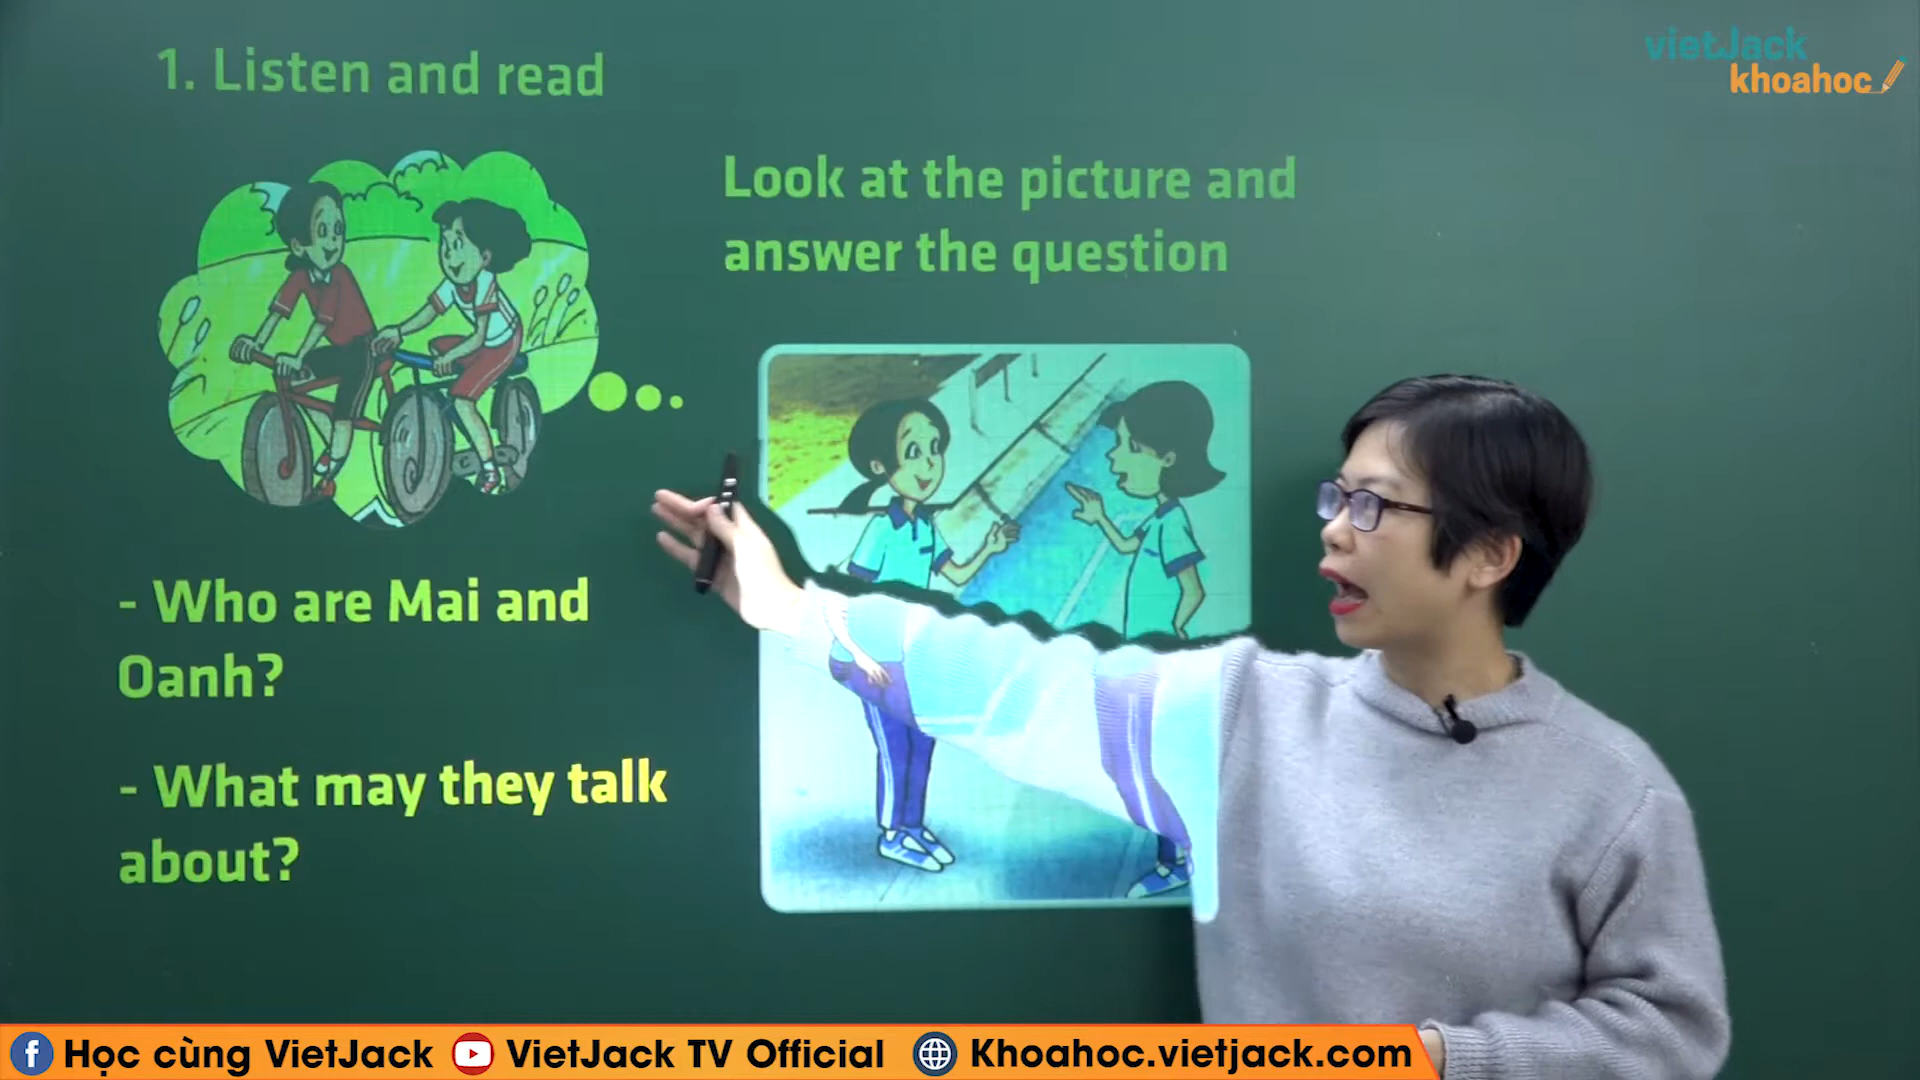 1. Listen and read
vietJack
khoahoc
Look at the picture and
answer the question
- Who are Mai and
Oanh?
- What may they talk
about?
Học cùng VietJack
VietJack TV Official
Khoahoc.vietjack.com